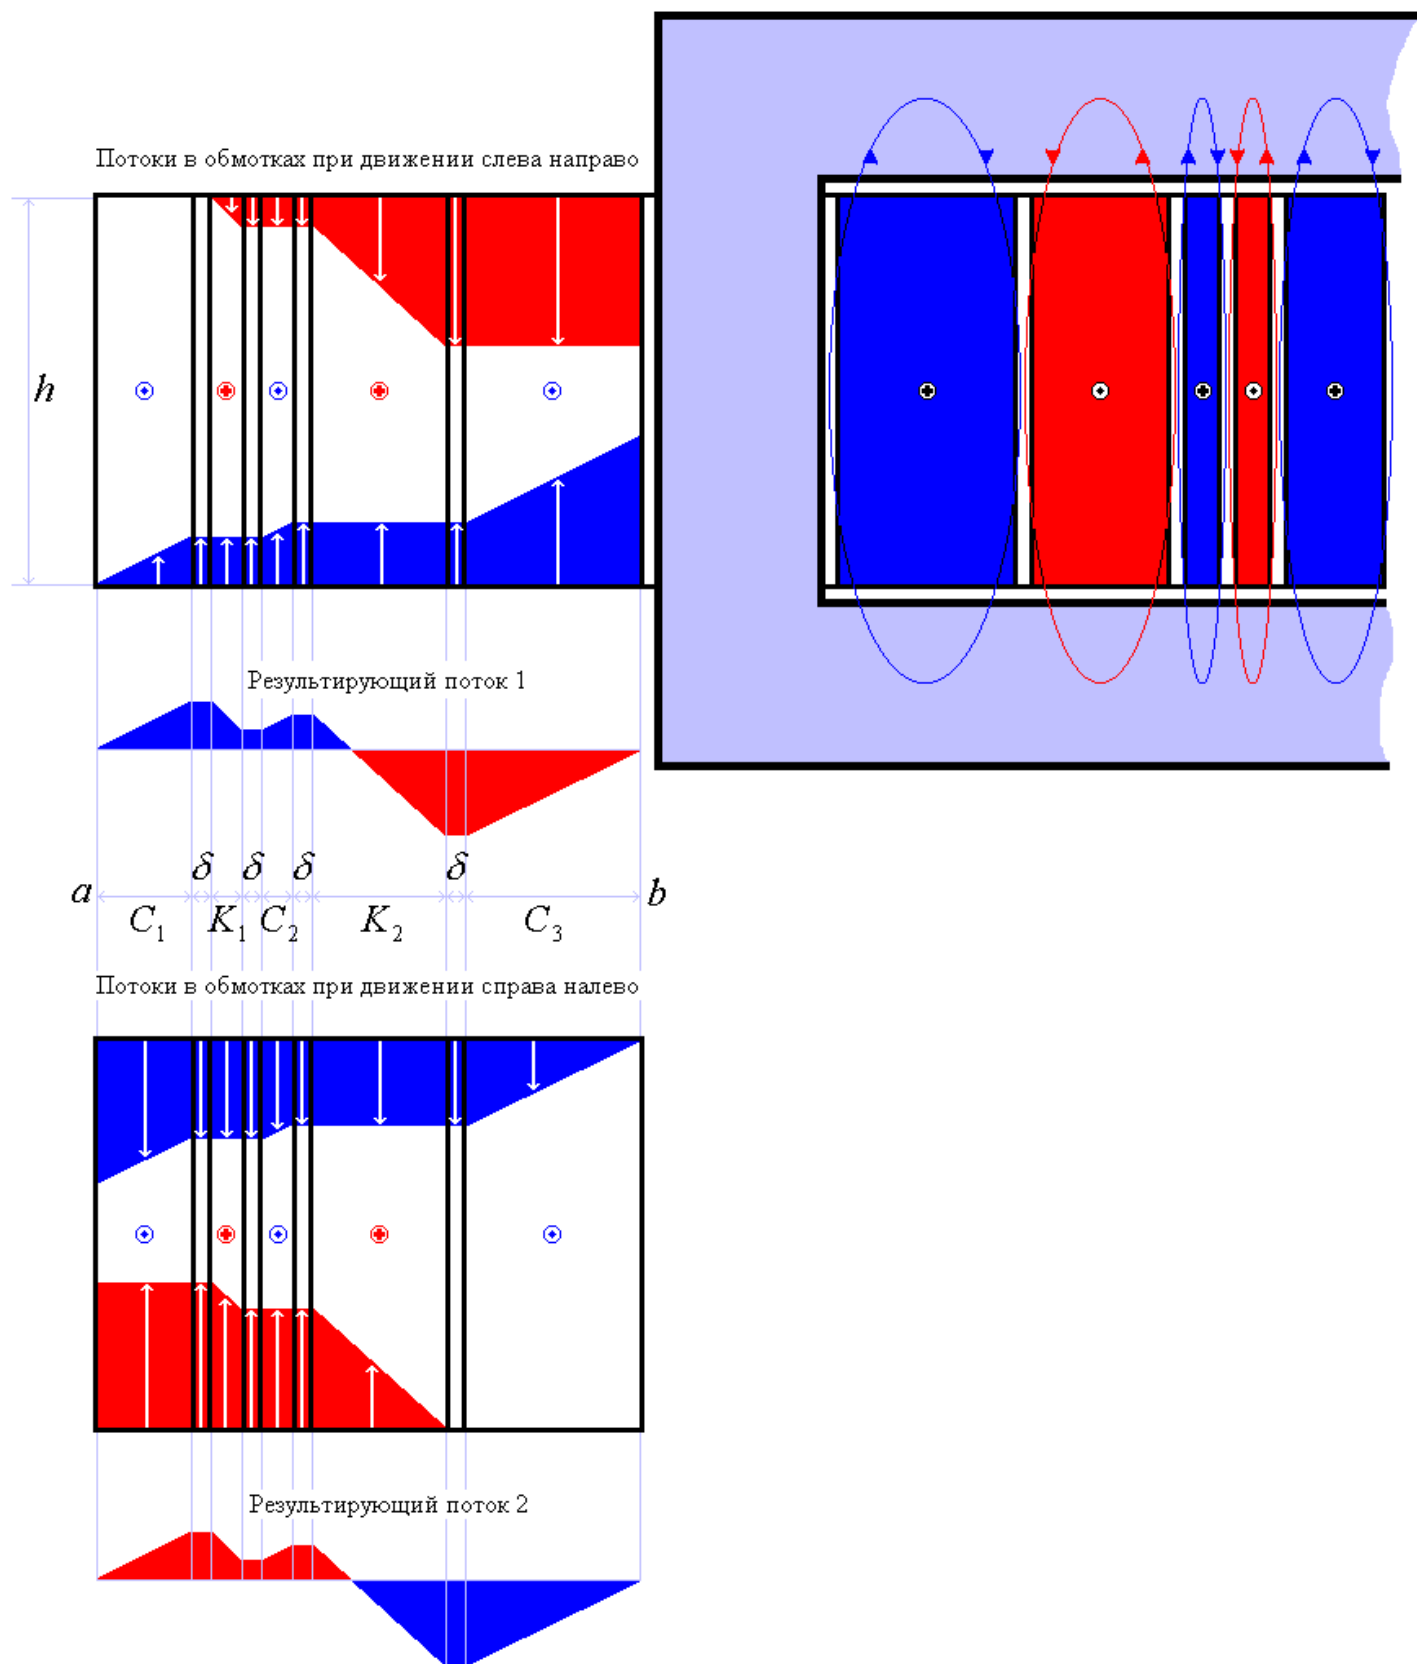 Потоки в обмотках при движении слева направо
h
Результирующий поток 1
δ δ δ δ
a b
C₁ K₁ C₂ K₂ C₃
Потоки в обмотках при движении справа налево
Результирующий поток 2